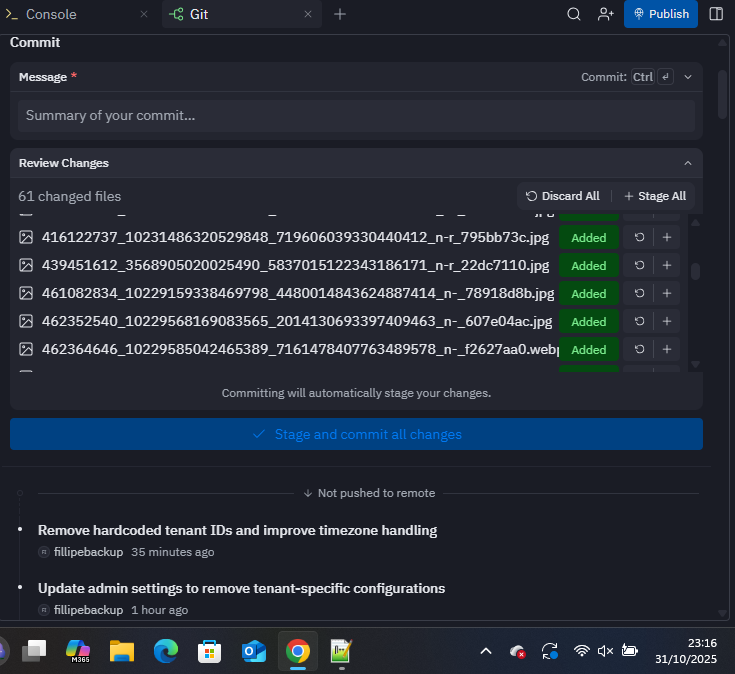 Console
Git
Publish
Commit
Message *
Commit: Ctrl
Summary of your commit...
Review Changes
61 changed files
Discard All
Stage All
416122737_10231486320529848_719606039330440412_n-r_795bb73c.jpg Added
439451612_3568905020025490_5837015122343186171_n-r_22dc7110.jpg Added
461082834_10229159338469798_4480014843624887414_n-_78918d8b.jpg Added
462352540_10229568169083565_2014130693397409463_n-_607e04ac.jpg Added
462364646_10229585042465389_7161478407763489578_n-_f2627aa0.webp Added
Committing will automatically stage your changes.
Stage and commit all changes
Not pushed to remote
Remove hardcoded tenant IDs and improve timezone handling
fillipebackup 35 minutes ago
Update admin settings to remove tenant-specific configurations
fillipebackup 1 hour ago
M365
23:16
31/10/2025